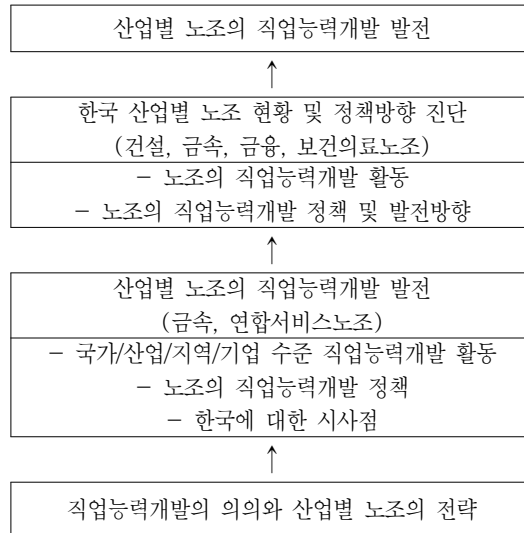 산업별 노조의 직업능력개발 발전
↑
한국 산업별 노조 현황 및 정책방향 진단
(건설, 금속, 금융, 보건의료노조)
− 노조의 직업능력개발 활동
− 노조의 직업능력개발 정책 및 발전방향
↑
산업별 노조의 직업능력개발 발전
(금속, 연합서비스노조)
− 국가/산업/지역/기업 수준 직업능력개발 활동
− 노조의 직업능력개발 정책
− 한국에 대한 시사점
↑
직업능력개발의 의의와 산업별 노조의 전략